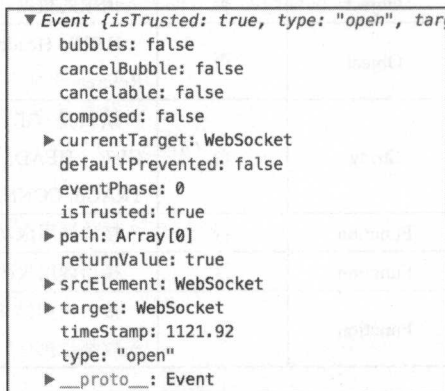 ▼Event {isTrusted: true, type: "open", targ
bubbles: false
cancelBubble: false
cancelable: false
composed: false
▶currentTarget: WebSocket
defaultPrevented: false
eventPhase: 0
isTrusted: true
▶path: Array[0]
returnValue: true
▶srcElement: WebSocket
▶target: WebSocket
timeStamp: 1121.92
type: "open"
▶__proto__: Event